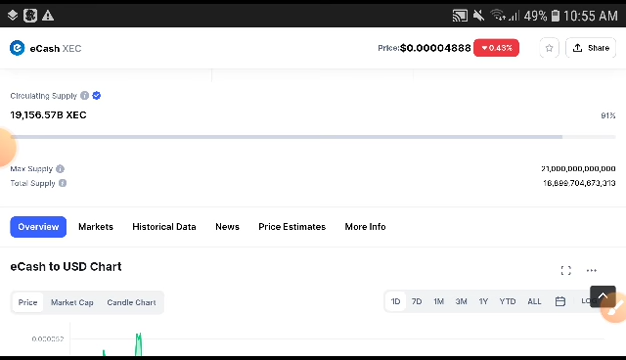 49% 10:55 AM
eCash XEC Price:$0.00004888 ▾0.43% Share
Circulating Supply
19,156.57B XEC 91%
Max Supply 21,000,000,000,000
Total Supply
Overview Markets Historical Data News Price Estimates More Info
eCash to USD Chart
Price Market Cap Candle Chart 1D 7D 1M 3M 1Y YTD ALL
0.000052